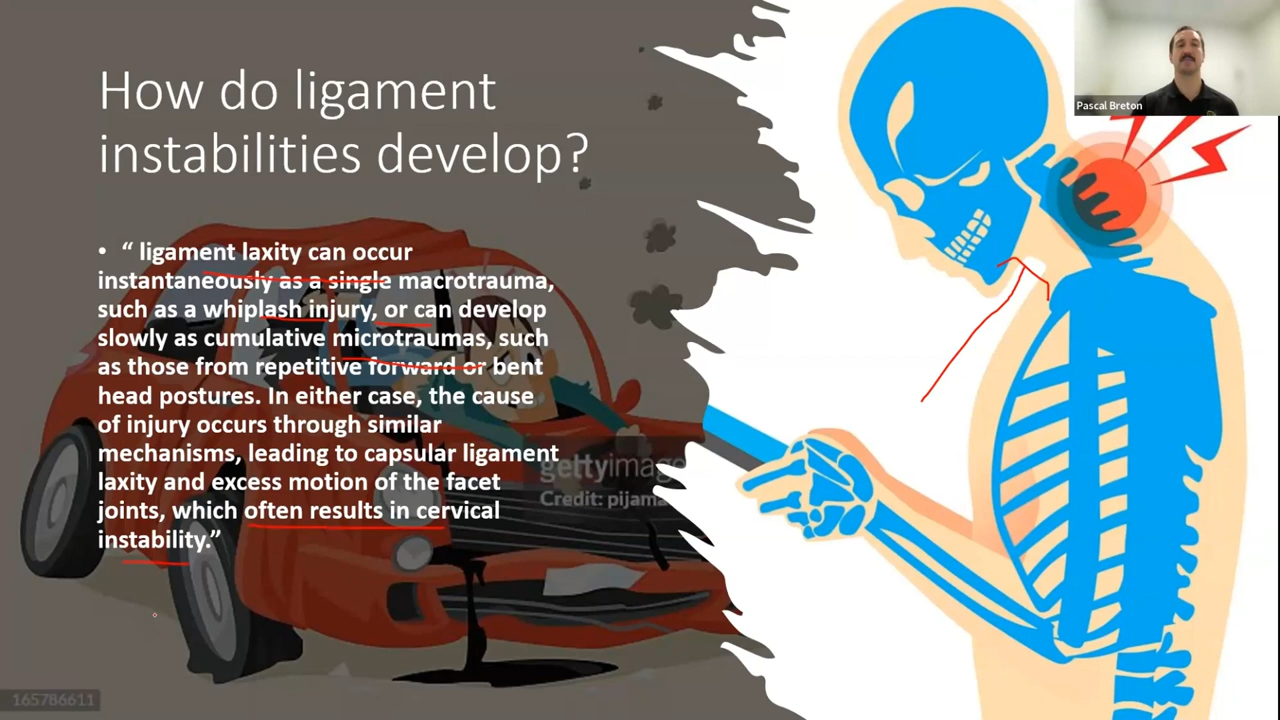 How do ligament
instabilities develop?
• “ ligament laxity can occur
instantaneously as a single macrotrauma,
such as a whiplash injury, or can develop
slowly as cumulative microtraumas, such
as those from repetitive forward or bent
head postures. In either case, the cause
of injury occurs through similar
mechanisms, leading to capsular ligament
laxity and excess motion of the facet
joints, which often results in cervical
instability.”
Pascal Breton
gettyimage
Credit: pijama
165786611